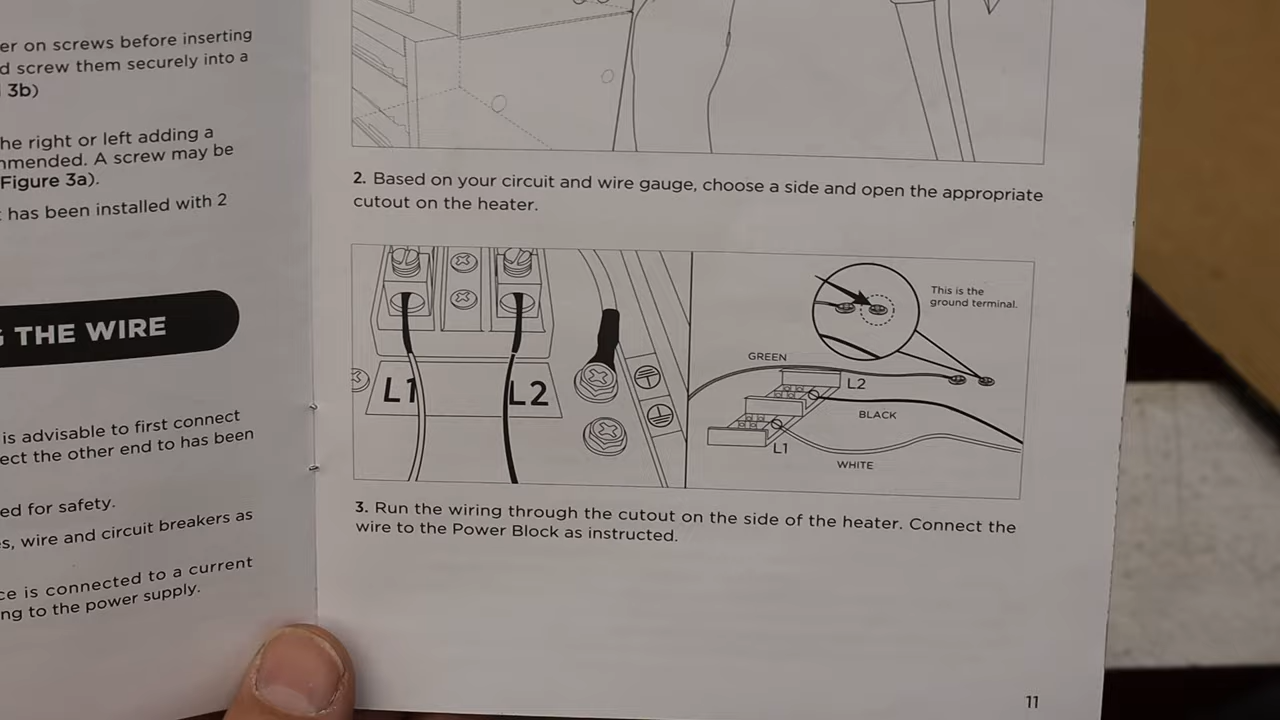 er on screws before inserting
d screw them securely into a
3b)
he right or left adding a
nmended. A screw may be
Figure 3a).
has been installed with 2
THE WIRE
is advisable to first connect
ect the other end to has been
ed for safety.
s, wire and circuit breakers as
ce is connected to a current
ng to the power supply.
2. Based on your circuit and wire gauge, choose a side and open the appropriate
cutout on the heater.
L1
L2
This is the
ground terminal.
GREEN
L2
BLACK
L1
WHITE
3. Run the wiring through the cutout on the side of the heater. Connect the
wire to the Power Block as instructed.
11